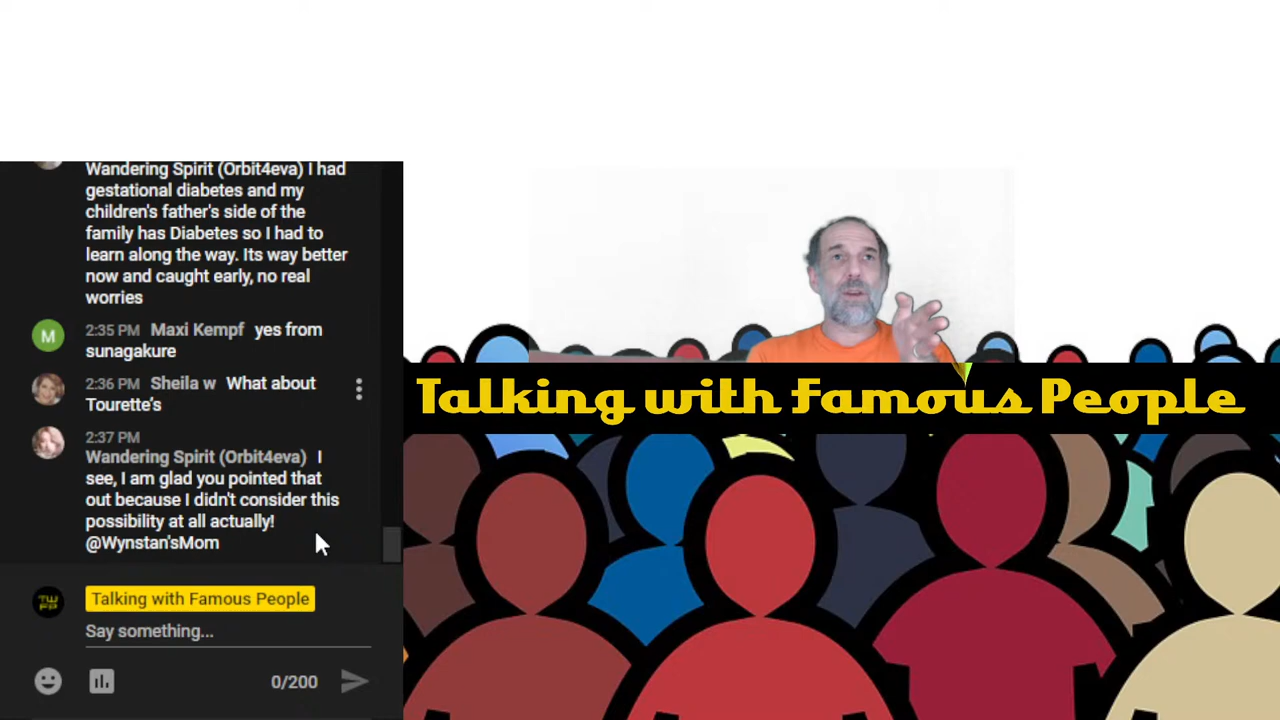 Wandering Spirit (Orbit4eva) I had
gestational diabetes and my
children's father's side of the
family has Diabetes so I had to
learn along the way. Its way better
now and caught early, no real
worries
M
2:35 PM Maxi Kempf yes from
sunagakure
2:36 PM Sheila w What about
Tourette's
2:37 PM
Wandering Spirit (Orbit4eva) I
see, I am glad you pointed that
out because I didn't consider this
possibility at all actually!
@Wynstan'sMom
TW
FP
Talking with Famous People
Say something...
0/200
Talking with Famous People